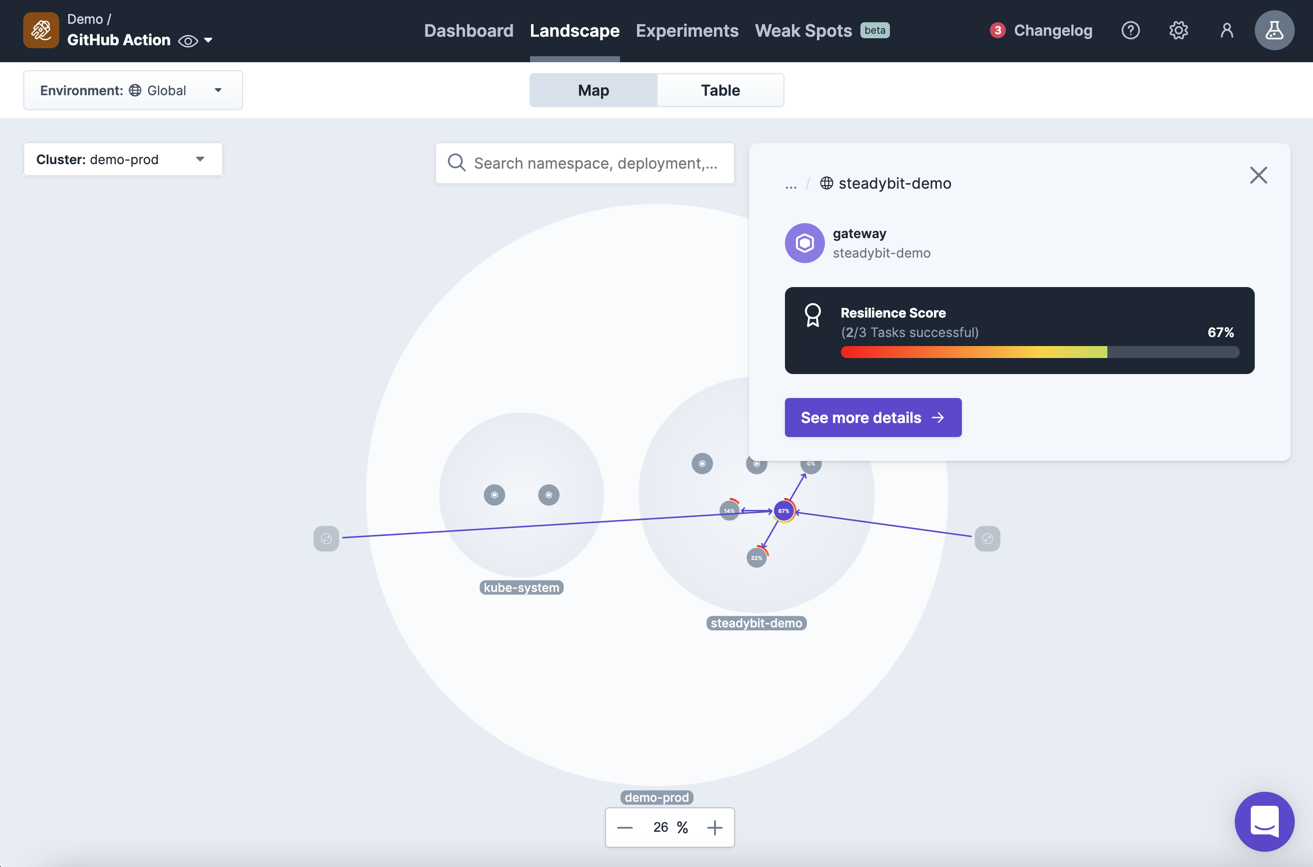 Demo /
GitHub Action
Dashboard
Landscape
Experiments
Weak Spots beta
3 Changelog
Environment: Global
Map
Table
Cluster: demo-prod
Search namespace, deployment,...
... / steadybit-demo
gateway
steadybit-demo
Resilience Score
(2/3 Tasks successful)
67%
See more details
0%
14%
67%
22%
kube-system
steadybit-demo
demo-prod
26 %